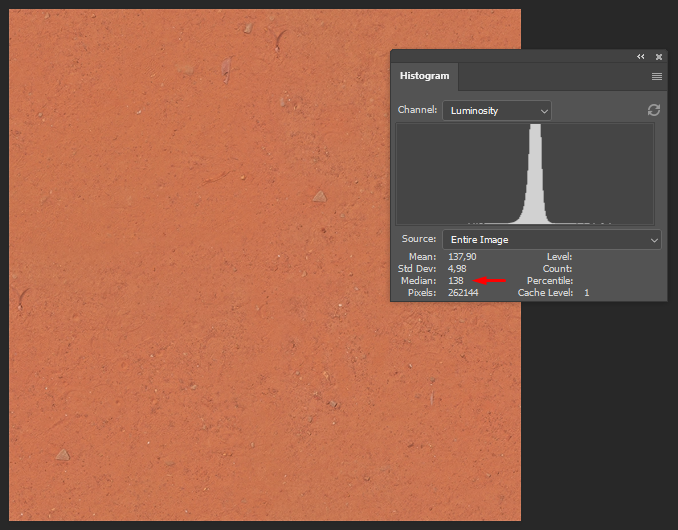 Histogram
Channel: Luminosity
Source: Entire Image
Mean: 137,90 Level:
Std Dev: 4,98 Count:
Median: 138 Percentile:
Pixels: 262144 Cache Level: 1